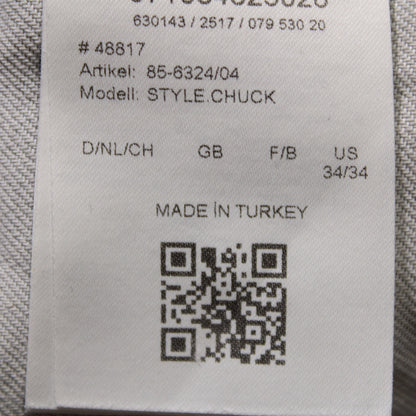 630143 / 2517 / 079 530 20
# 48817
Artikel: 85-6324/04
Modell: STYLE.CHUCK
D/NL/CH GB F/B US
34/34
MADE İN TURKEY